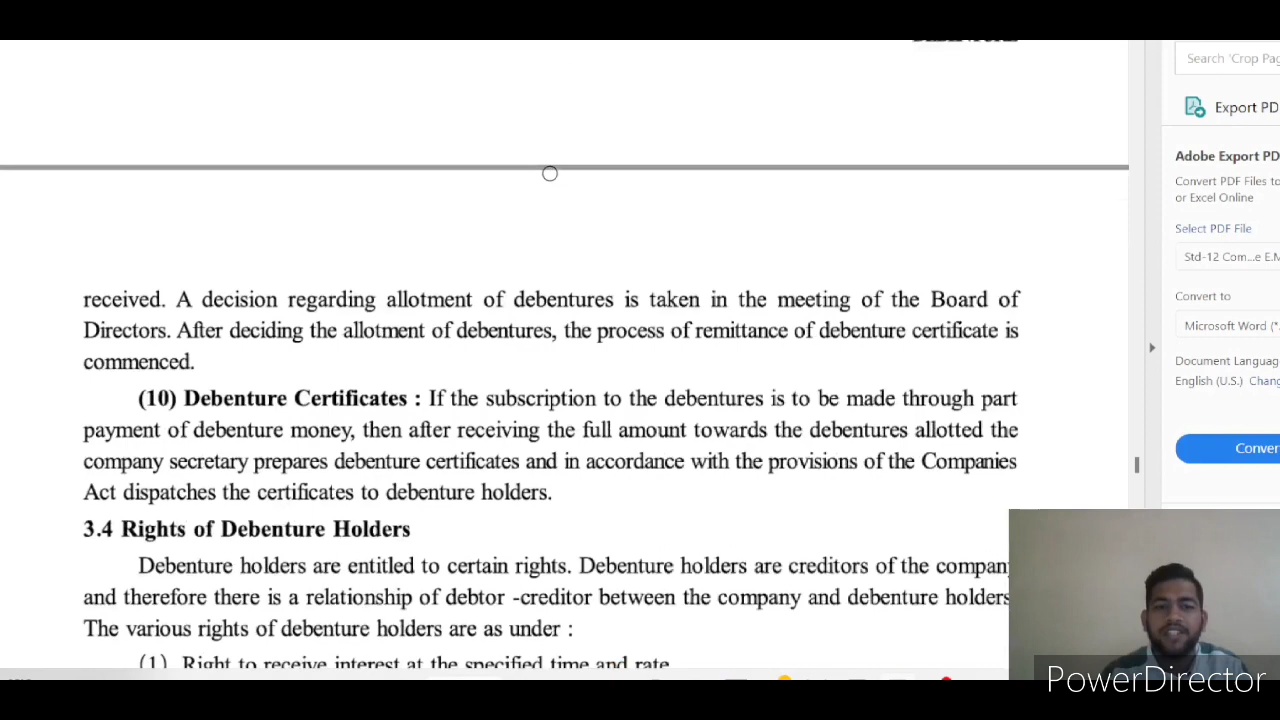 Search 'Crop Pag
Export PD
Adobe Export PD
Convert PDF Files to
or Excel Online
Select PDF File
Std-12 Com...e E.M
Convert to
Microsoft Word (*.
Document Languag
English (U.S.) Chang
Conver
received. A decision regarding allotment of debentures is taken in the meeting of the Board of
Directors. After deciding the allotment of debentures, the process of remittance of debenture certificate is
commenced.
(10) Debenture Certificates : If the subscription to the debentures is to be made through part
payment of debenture money, then after receiving the full amount towards the debentures allotted the
company secretary prepares debenture certificates and in accordance with the provisions of the Companies
Act dispatches the certificates to debenture holders.
3.4 Rights of Debenture Holders
Debenture holders are entitled to certain rights. Debenture holders are creditors of the company
and therefore there is a relationship of debtor -creditor between the company and debenture holders
The various rights of debenture holders are as under :
(1) Right to receive interest at the specified time and rate
PowerDirector